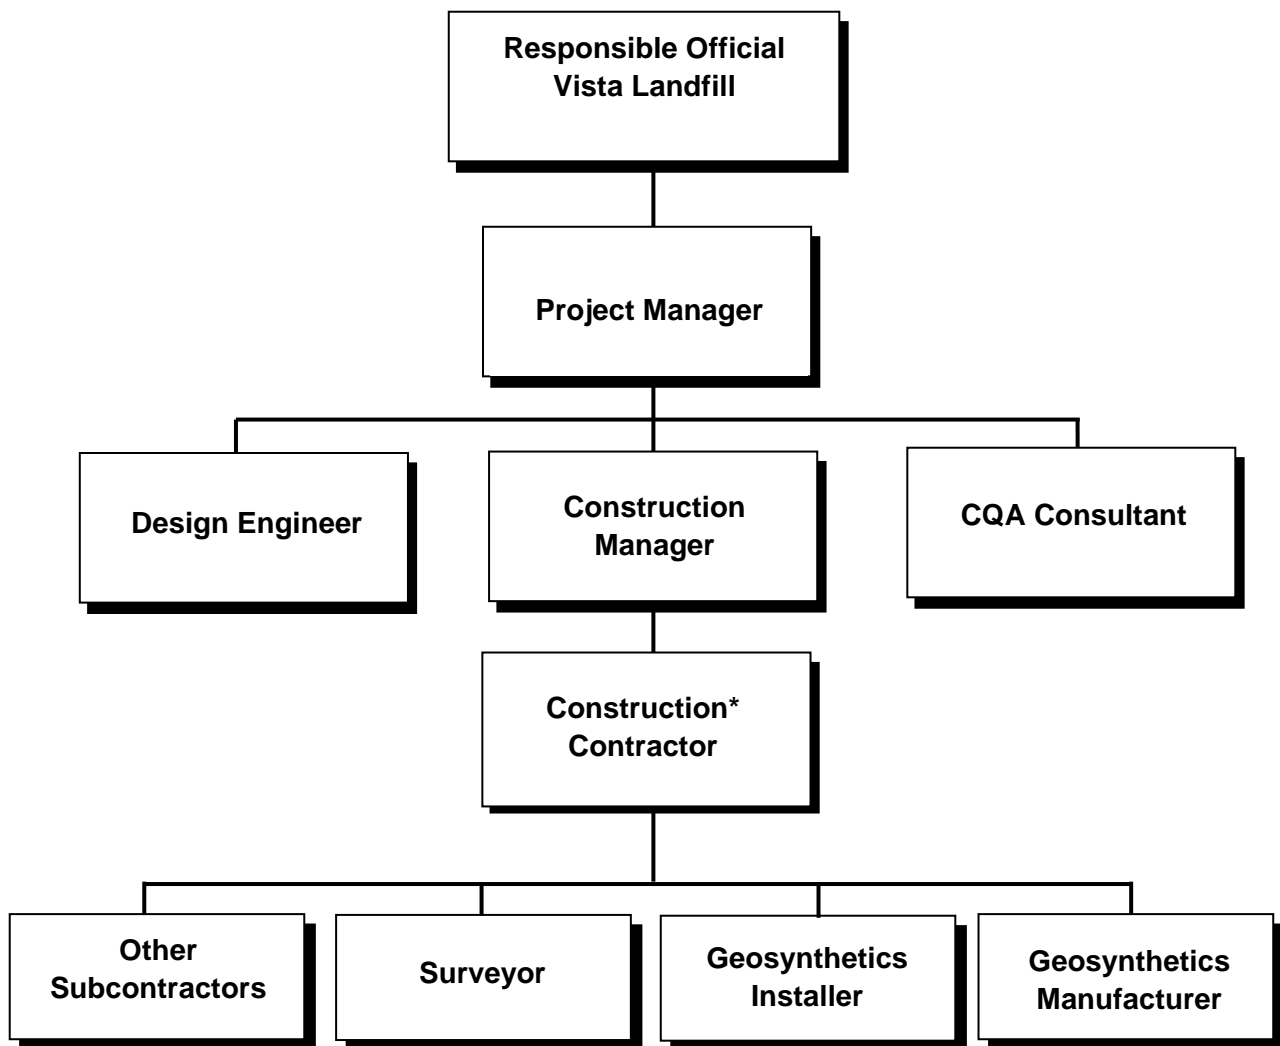 Responsible Official
Vista Landfill
Project Manager
Design Engineer
Construction
Manager
CQA Consultant
Construction*
Contractor
Other
Subcontractors
Surveyor
Geosynthetics
Installer
Geosynthetics
Manufacturer